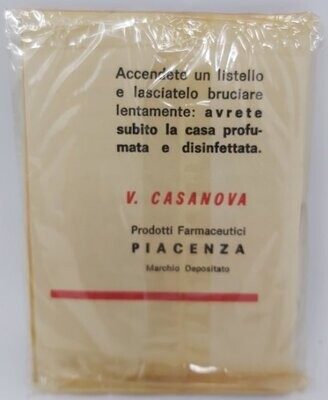 Accendete un listello
e lasciatelo bruciare
lentamente: avrete
subito la casa profu-
mata e disinfettata.
V. CASANOVA
Prodotti Farmaceutici
PIACENZA
Marchio Depositato